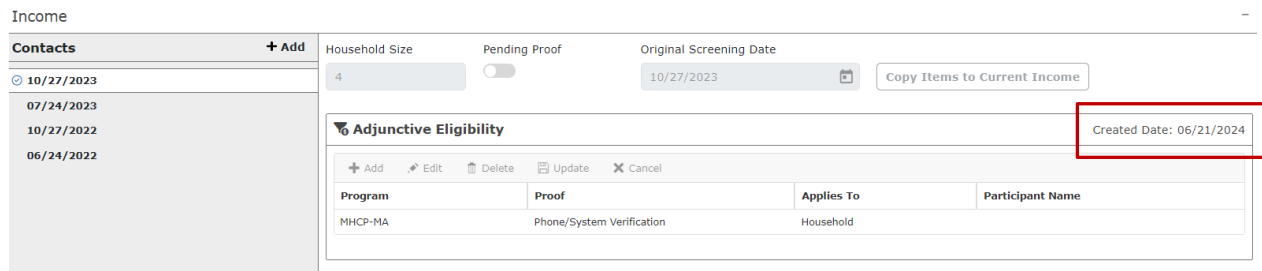 Income
Contacts
+ Add
10/27/2023
07/24/2023
10/27/2022
06/24/2022
Household Size
Pending Proof
Original Screening Date
4
10/27/2023
Copy Items to Current Income
Adjunctive Eligibility
Created Date: 06/21/2024
+ Add Edit Delete Update Cancel
Program Proof Applies To Participant Name
MHCP-MA Phone/System Verification Household